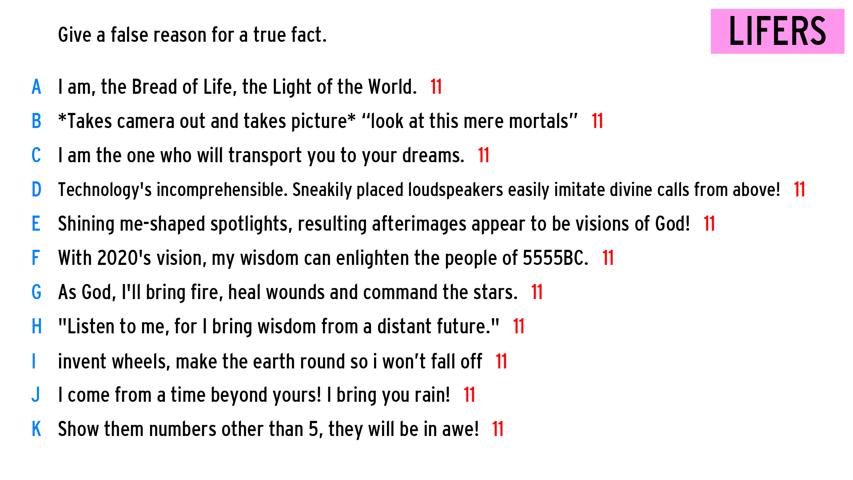 Give a false reason for a true fact.
LIFERS
A I am, the Bread of Life, the Light of the World. 11
B *Takes camera out and takes picture* “look at this mere mortals” 11
C I am the one who will transport you to your dreams. 11
D Technology's incomprehensible. Sneakily placed loudspeakers easily imitate divine calls from above! 11
E Shining me-shaped spotlights, resulting afterimages appear to be visions of God! 11
F With 2020's vision, my wisdom can enlighten the people of 5555BC. 11
G As God, I'll bring fire, heal wounds and command the stars. 11
H "Listen to me, for I bring wisdom from a distant future." 11
I invent wheels, make the earth round so i won’t fall off 11
J I come from a time beyond yours! I bring you rain! 11
K Show them numbers other than 5, they will be in awe! 11